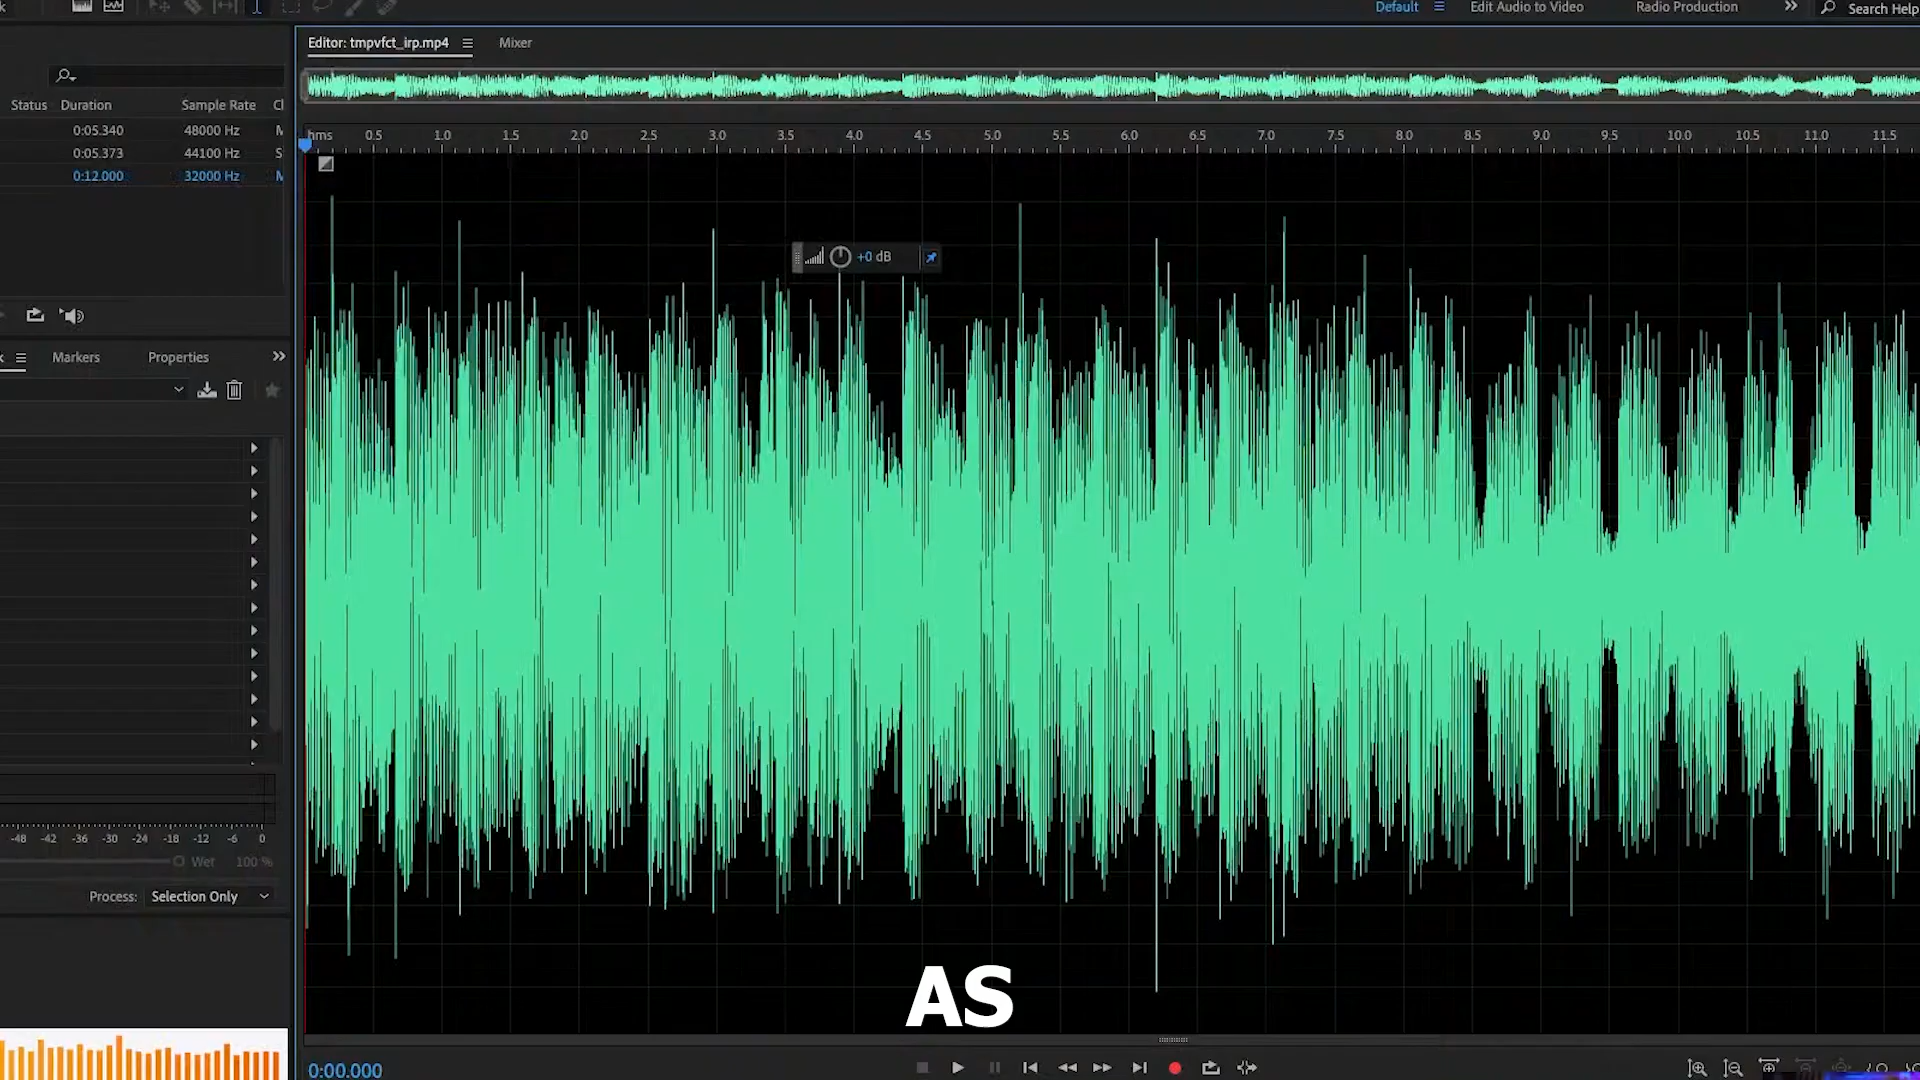 Default
Edit Audio to Video
Radio Production
Search Help
Editor: tmpvfct_irp.mp4
Mixer
Status Duration Sample Rate
0:05.340 48000 Hz
0:05.373 44100 Hz
0:12.000 32000 Hz
hms 0.5 1.0 1.5 2.0 2.5 3.0 3.5 4.0 4.5 5.0 5.5 6.0 6.5 7.0 7.5 8.0 8.5 9.0 9.5 10.0 10.5 11.0 11.5
+0 dB
Markers
Properties
-48 -42 -36 -30 -24 -18 -12 -6 0
Wet 100 %
Process: Selection Only
AS
0:00.000